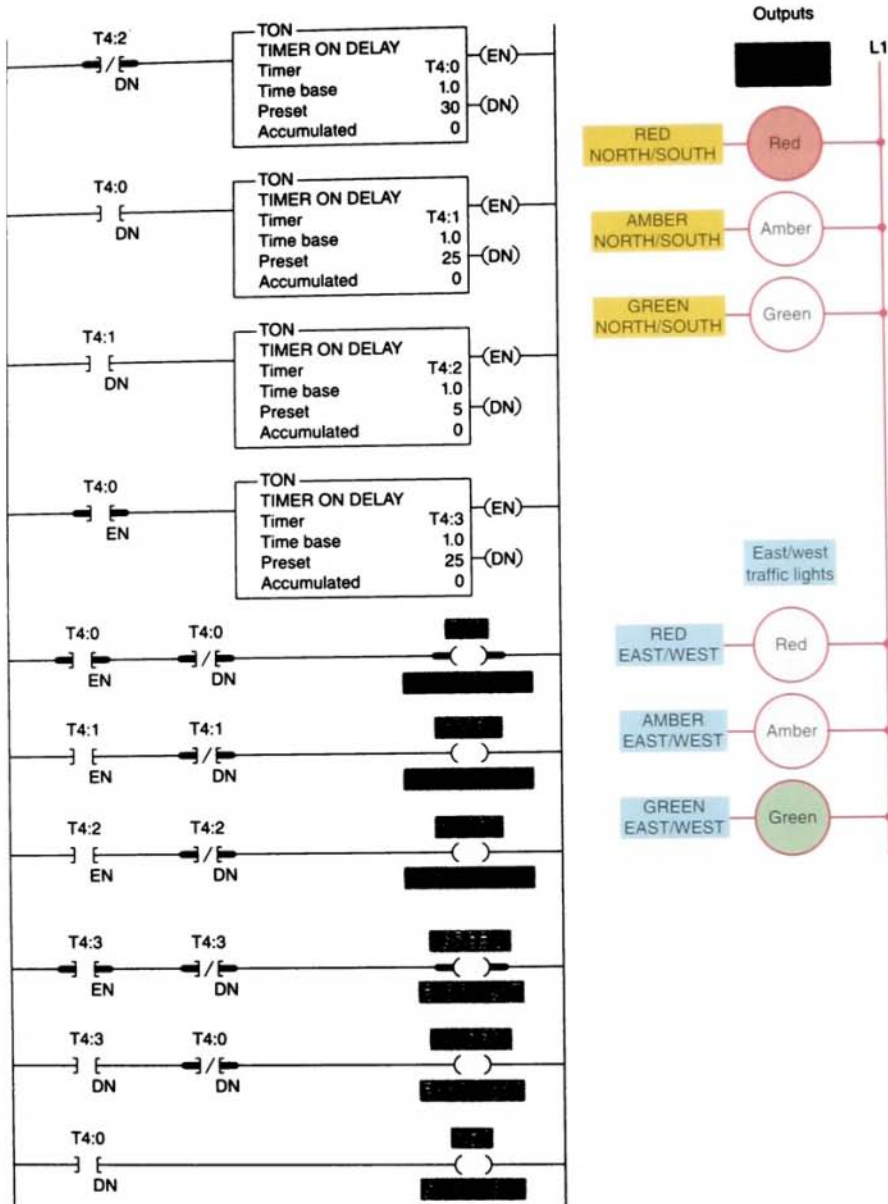 T4:2
DN
TON
TIMER ON DELAY
Timer T4:0
Time base 1.0
Preset 30
Accumulated 0
(EN)
(DN)
T4:0
DN
TON
TIMER ON DELAY
Timer T4:1
Time base 1.0
Preset 25
Accumulated 0
(EN)
(DN)
T4:1
DN
TON
TIMER ON DELAY
Timer T4:2
Time base 1.0
Preset 5
Accumulated 0
(EN)
(DN)
T4:0
EN
TON
TIMER ON DELAY
Timer T4:3
Time base 1.0
Preset 25
Accumulated 0
(EN)
(DN)
T4:0 T4:0
EN DN
T4:1 T4:1
EN DN
T4:2 T4:2
EN DN
T4:3 T4:3
EN DN
T4:3 T4:0
DN DN
T4:0
DN
Outputs
L1
RED
NORTH/SOUTH
Red
AMBER
NORTH/SOUTH
Amber
GREEN
NORTH/SOUTH
Green
East/west
traffic lights
RED
EAST/WEST
Red
AMBER
EAST/WEST
Amber
GREEN
EAST/WEST
Green